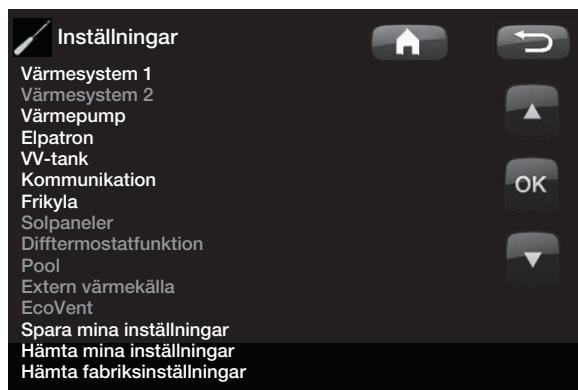 Inställningar
Värmesystem 1
Värmesystem 2
Värmepump
Elpatron
VV-tank
Kommunikation
Frikyla
Solpaneler
Difftermostatfunktion
Pool
Extern värmekälla
EcoVent
Spara mina inställningar
Hämta mina inställningar
Hämta fabriksinställningar
OK